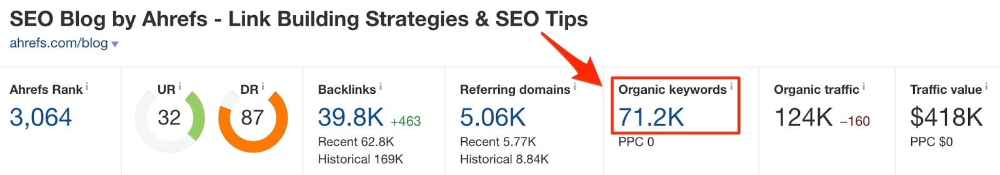 SEO Blog by Ahrefs - Link Building Strategies & SEO Tips
ahrefs.com/blog
Ahrefs Rank i
3,064
UR i
32
DR i
87
Backlinks i
39.8K +463
Recent 62.8K
Historical 169K
Referring domains i
5.06K
Recent 5.77K
Historical 8.84K
Organic keywords i
71.2K
PPC 0
Organic traffic i
124K −160
Traffic value i
$418K
PPC $0